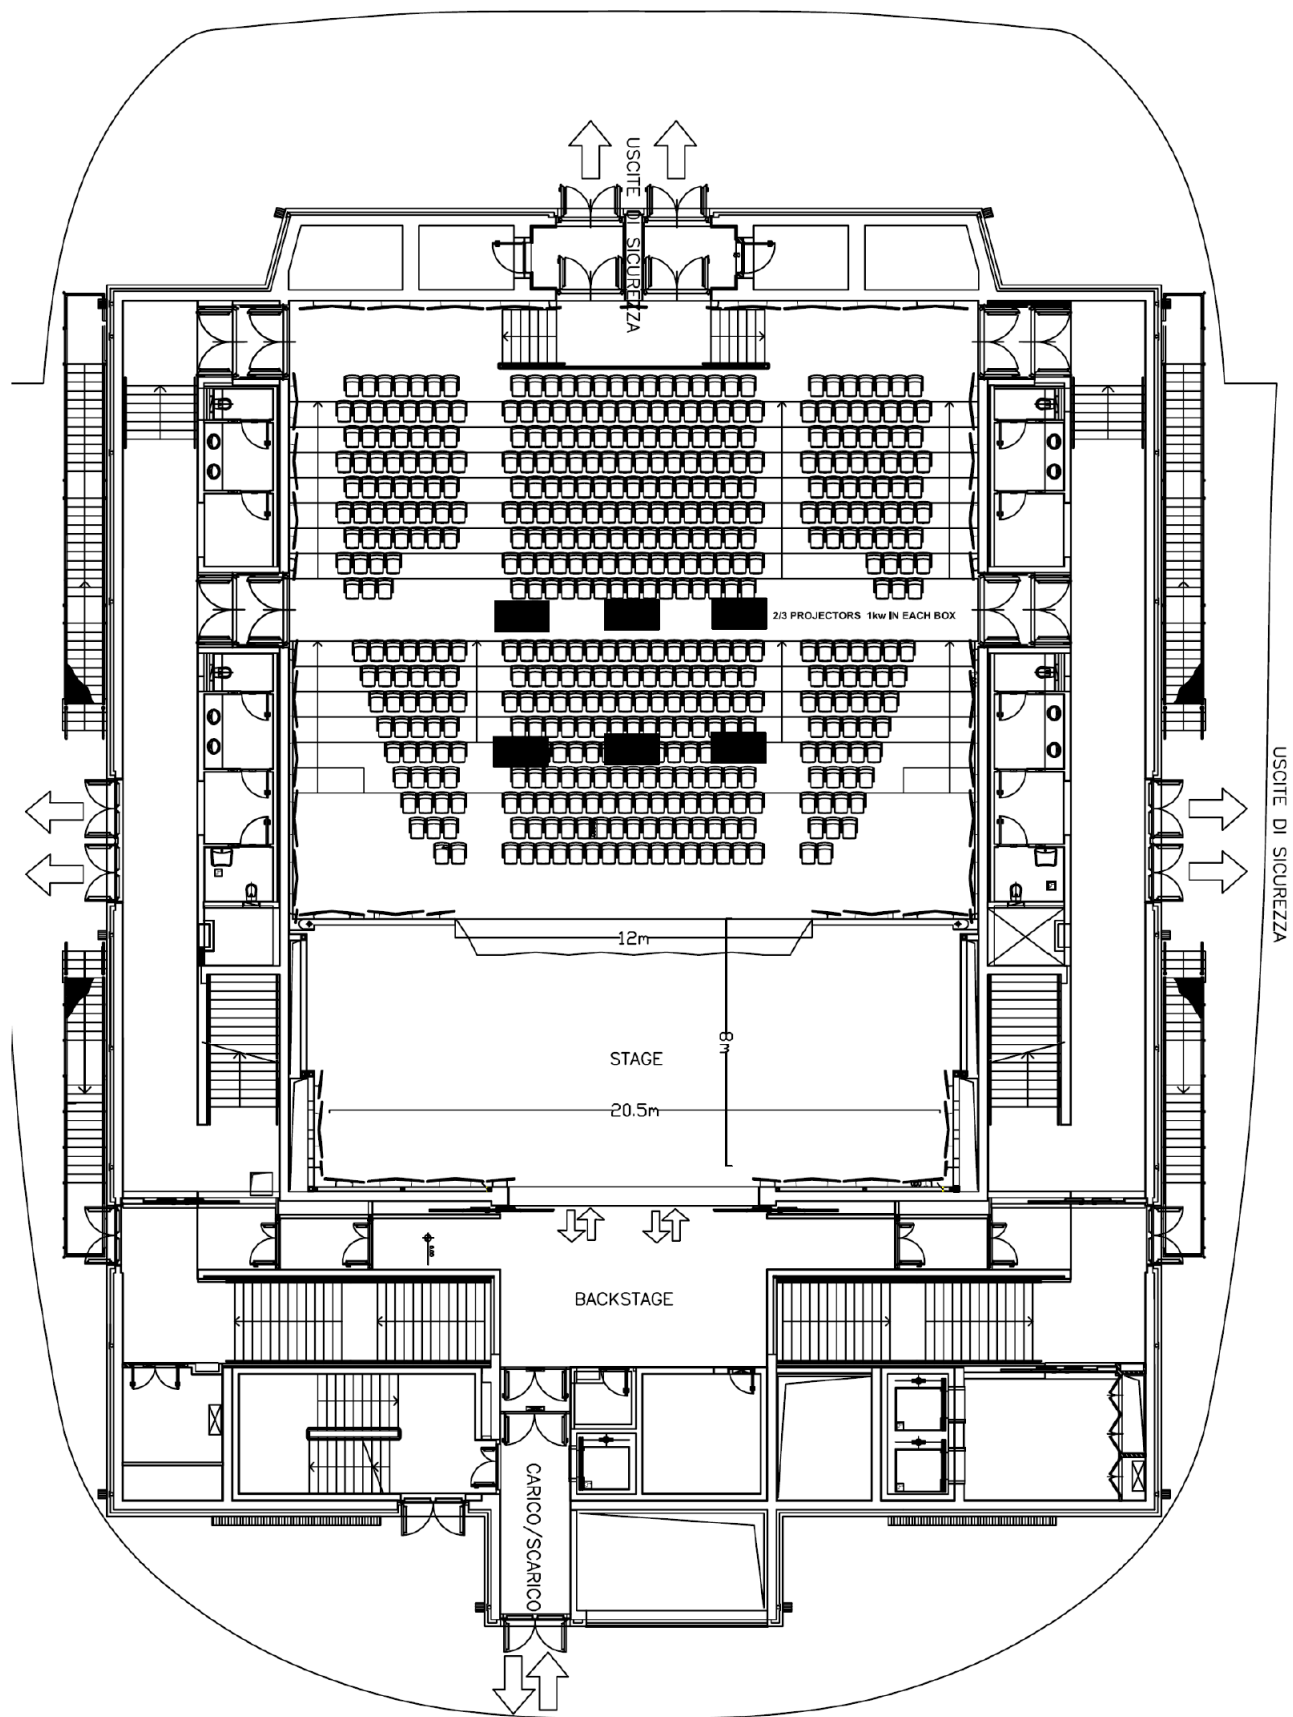 USCITE DI SICUREZZA
2/3 PROJECTORS 1kw IN EACH BOX
USCITE DI SICUREZZA
12m
8m
STAGE
20.5m
BACKSTAGE
CARICO/SCARICO